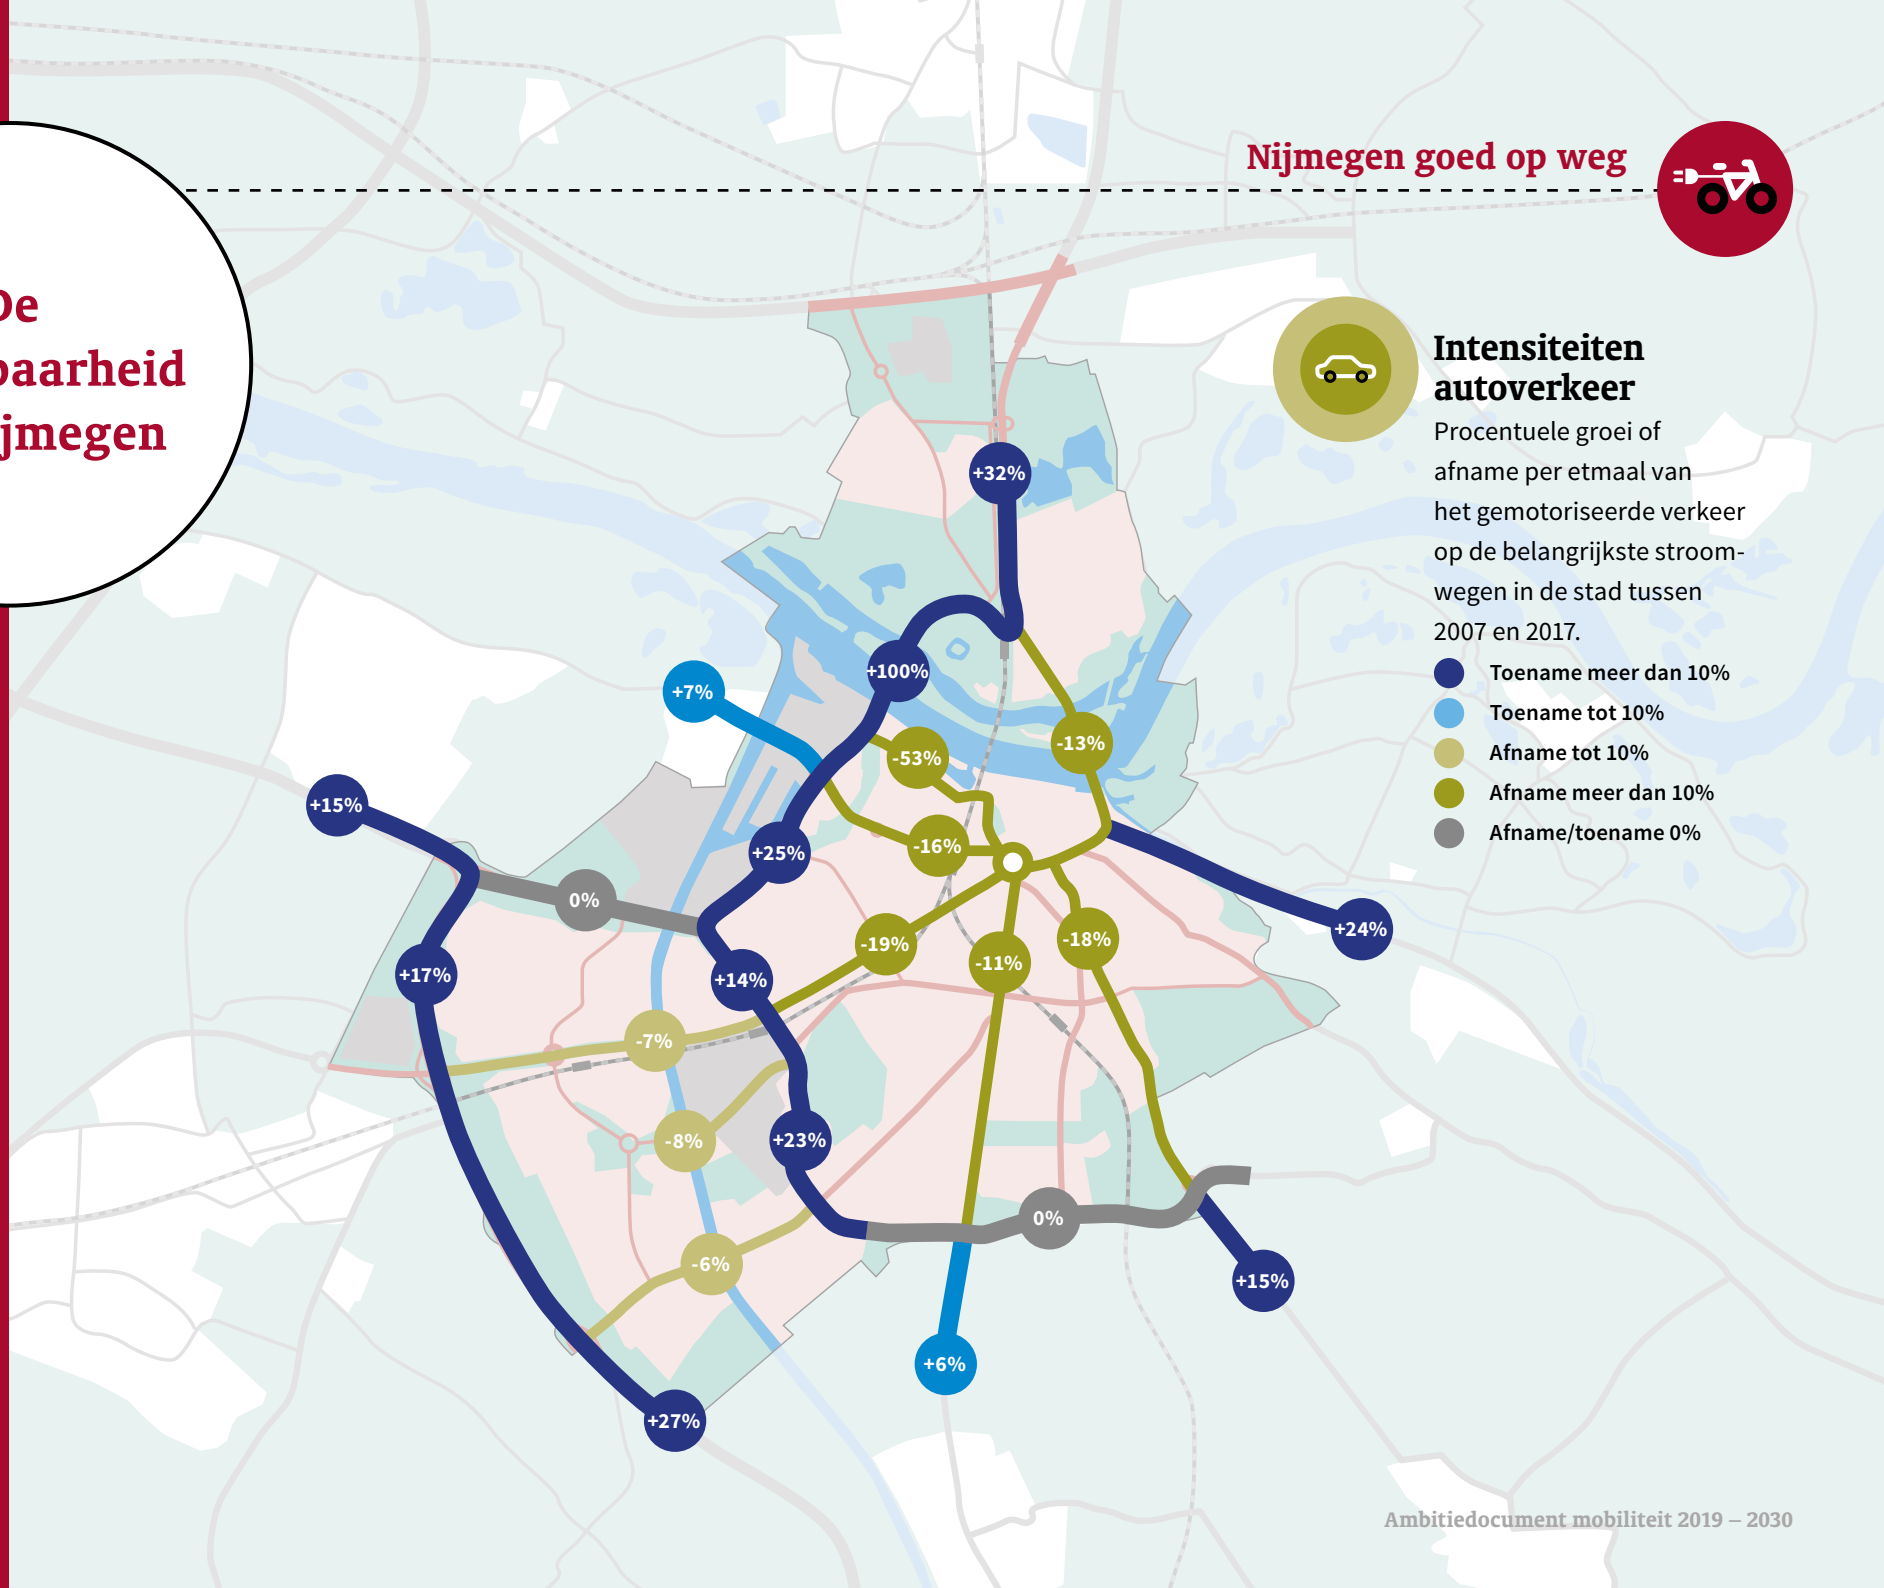 Nijmegen goed op weg
De
baarheid
ijmegen
Intensiteiten
autoverkeer
Procentuele groei of
afname per etmaal van
het gemotoriseerde verkeer
op de belangrijkste stroom-
wegen in de stad tussen
2007 en 2017.
Toename meer dan 10%
Toename tot 10%
Afname tot 10%
Afname meer dan 10%
Afname/toename 0%
+32%
+100%
+7%
-13%
-53%
+15%
-16%
+25%
0%
+24%
-19%
-18%
-11%
+17%
+14%
-7%
-8%
+23%
0%
-6%
+15%
+6%
+27%
Ambitiedocument mobiliteit 2019 – 2030